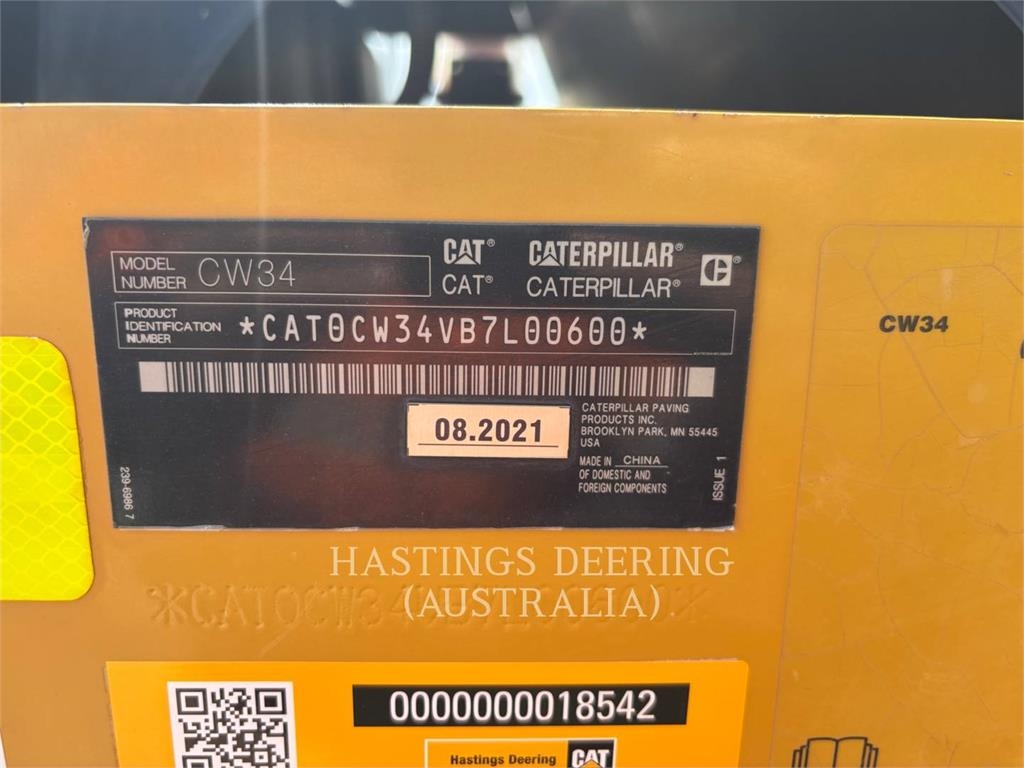 MODEL
NUMBER CW34
CAT® CATERPILLAR®
CAT® CATERPILLAR®
PRODUCT
IDENTIFICATION
NUMBER
*CAT0CW34VB7L00600*
08.2021
CATERPILLAR PAVING
PRODUCTS INC.
BROOKLYN PARK, MN 55445
USA
MADE IN CHINA
OF DOMESTIC AND
FOREIGN COMPONENTS
ISSUE 1
239-6986 7
CW34
HASTINGS DEERING
(AUSTRALIA)
*CAT0CW34VB7L00600*
0000000018542
Hastings Deering CAT